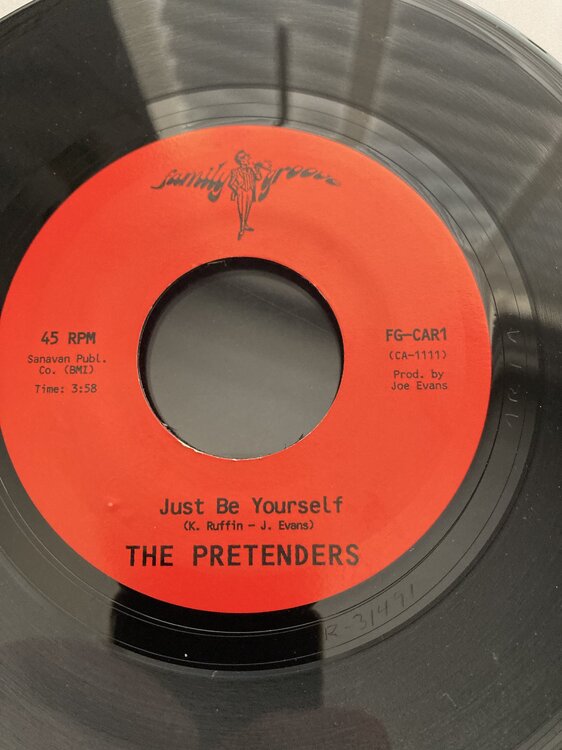 family groove
45 RPM
Sanavan Publ.
Co. (BMI)
Time: 3:58
FG-CAR1
(CA-1111)
Prod. by
Joe Evans
Just Be Yourself
(K. Ruffin - J. Evans)
THE PRETENDERS
R-31491